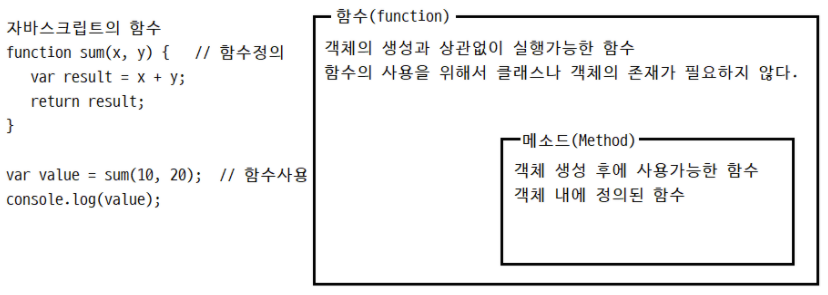 자바스크립트의 함수
function sum(x, y) {   // 함수정의
   var result = x + y;
   return result;
}
var value = sum(10, 20);  // 함수사용
console.log(value);
함수(function)
객체의 생성과 상관없이 실행가능한 함수
함수의 사용을 위해서 클래스나 객체의 존재가 필요하지 않다.
메소드(Method)
객체 생성 후에 사용가능한 함수
객체 내에 정의된 함수